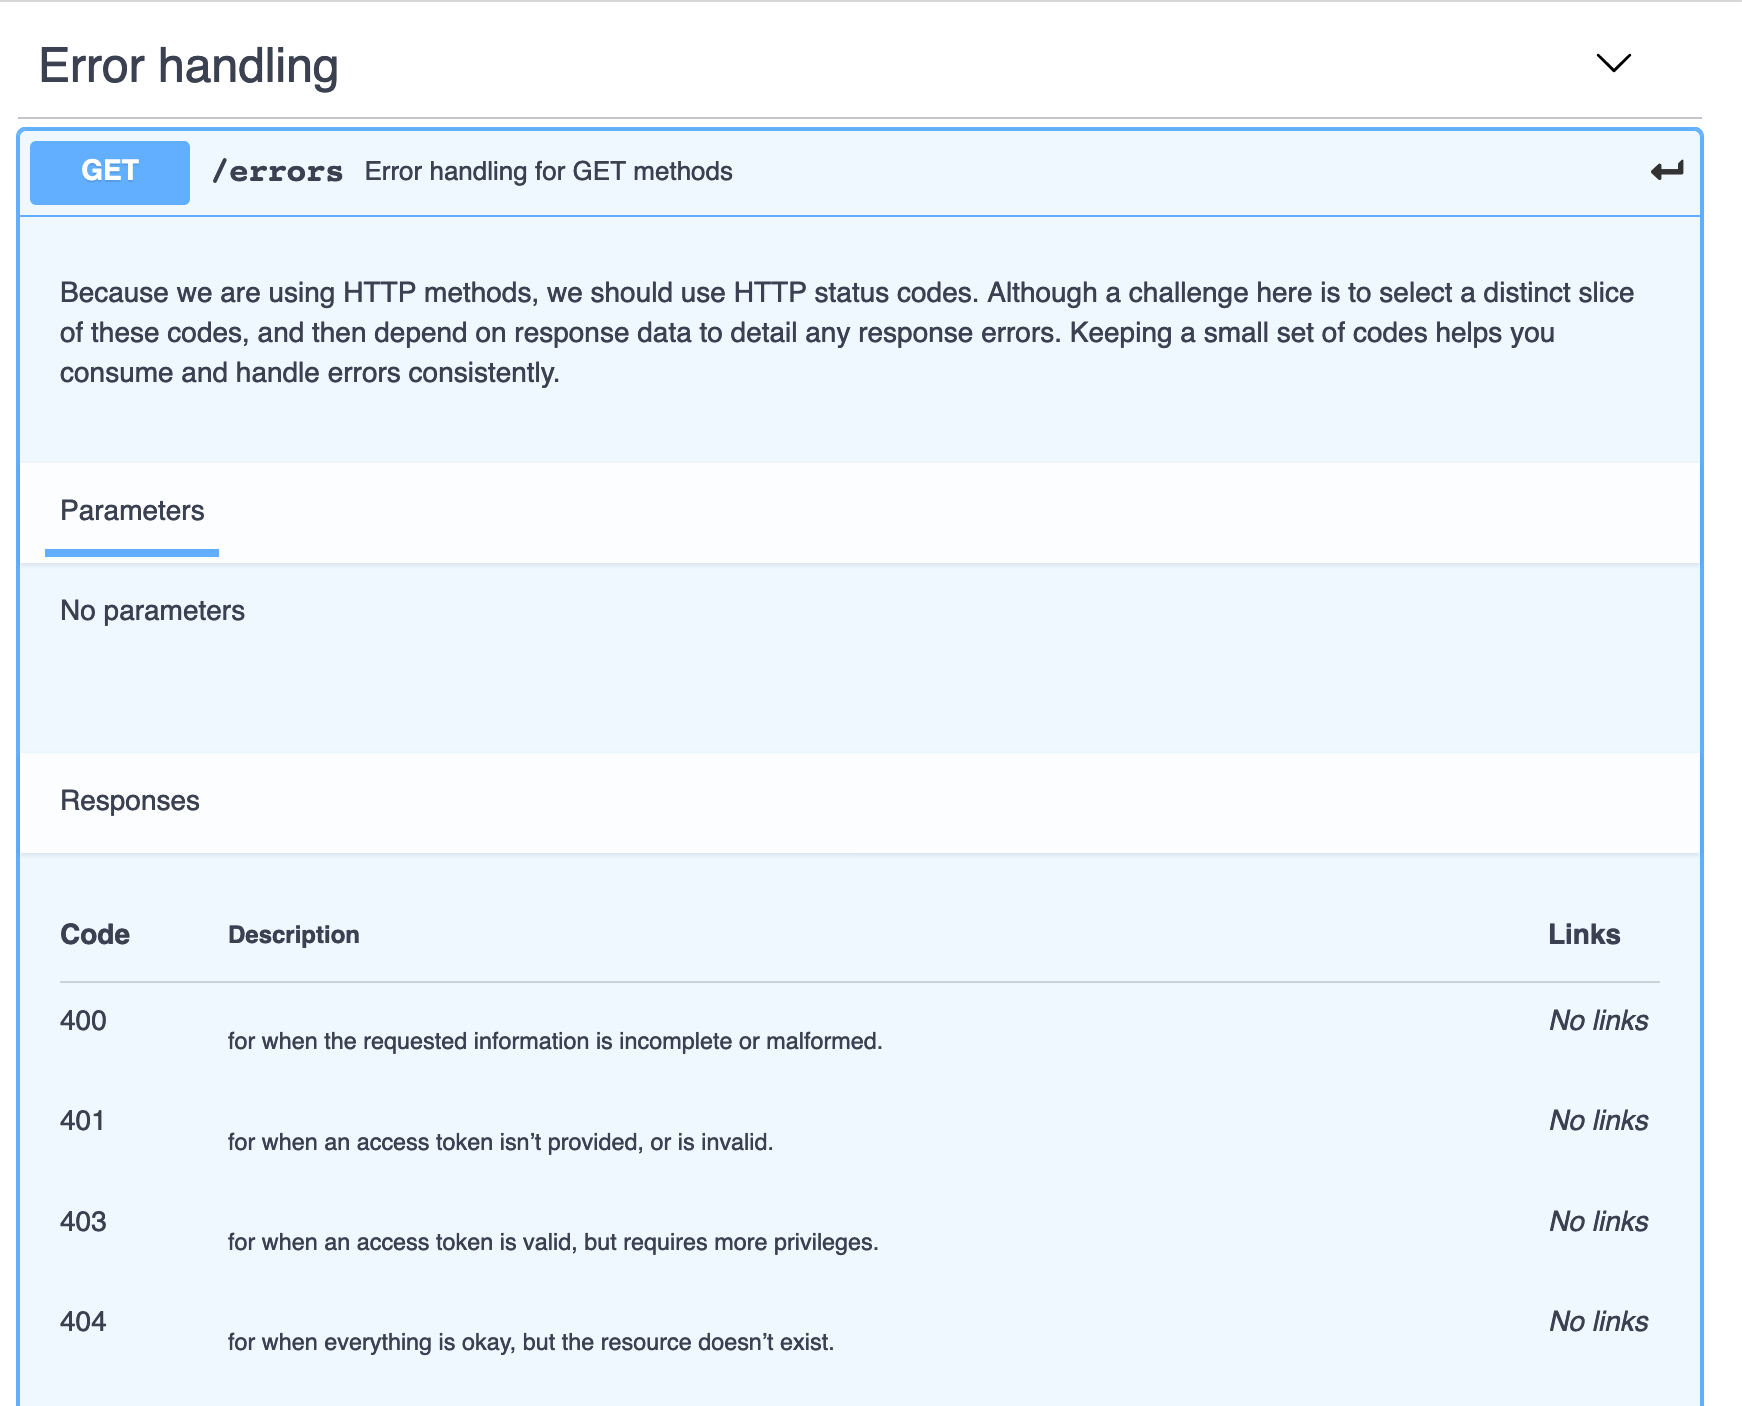 Error handling
GET /errors Error handling for GET methods
Because we are using HTTP methods, we should use HTTP status codes. Although a challenge here is to select a distinct slice
of these codes, and then depend on response data to detail any response errors. Keeping a small set of codes helps you
consume and handle errors consistently.
Parameters
No parameters
Responses
Code Description Links
400 for when the requested information is incomplete or malformed. No links
401 for when an access token isn’t provided, or is invalid. No links
403 for when an access token is valid, but requires more privileges. No links
404 for when everything is okay, but the resource doesn’t exist. No links